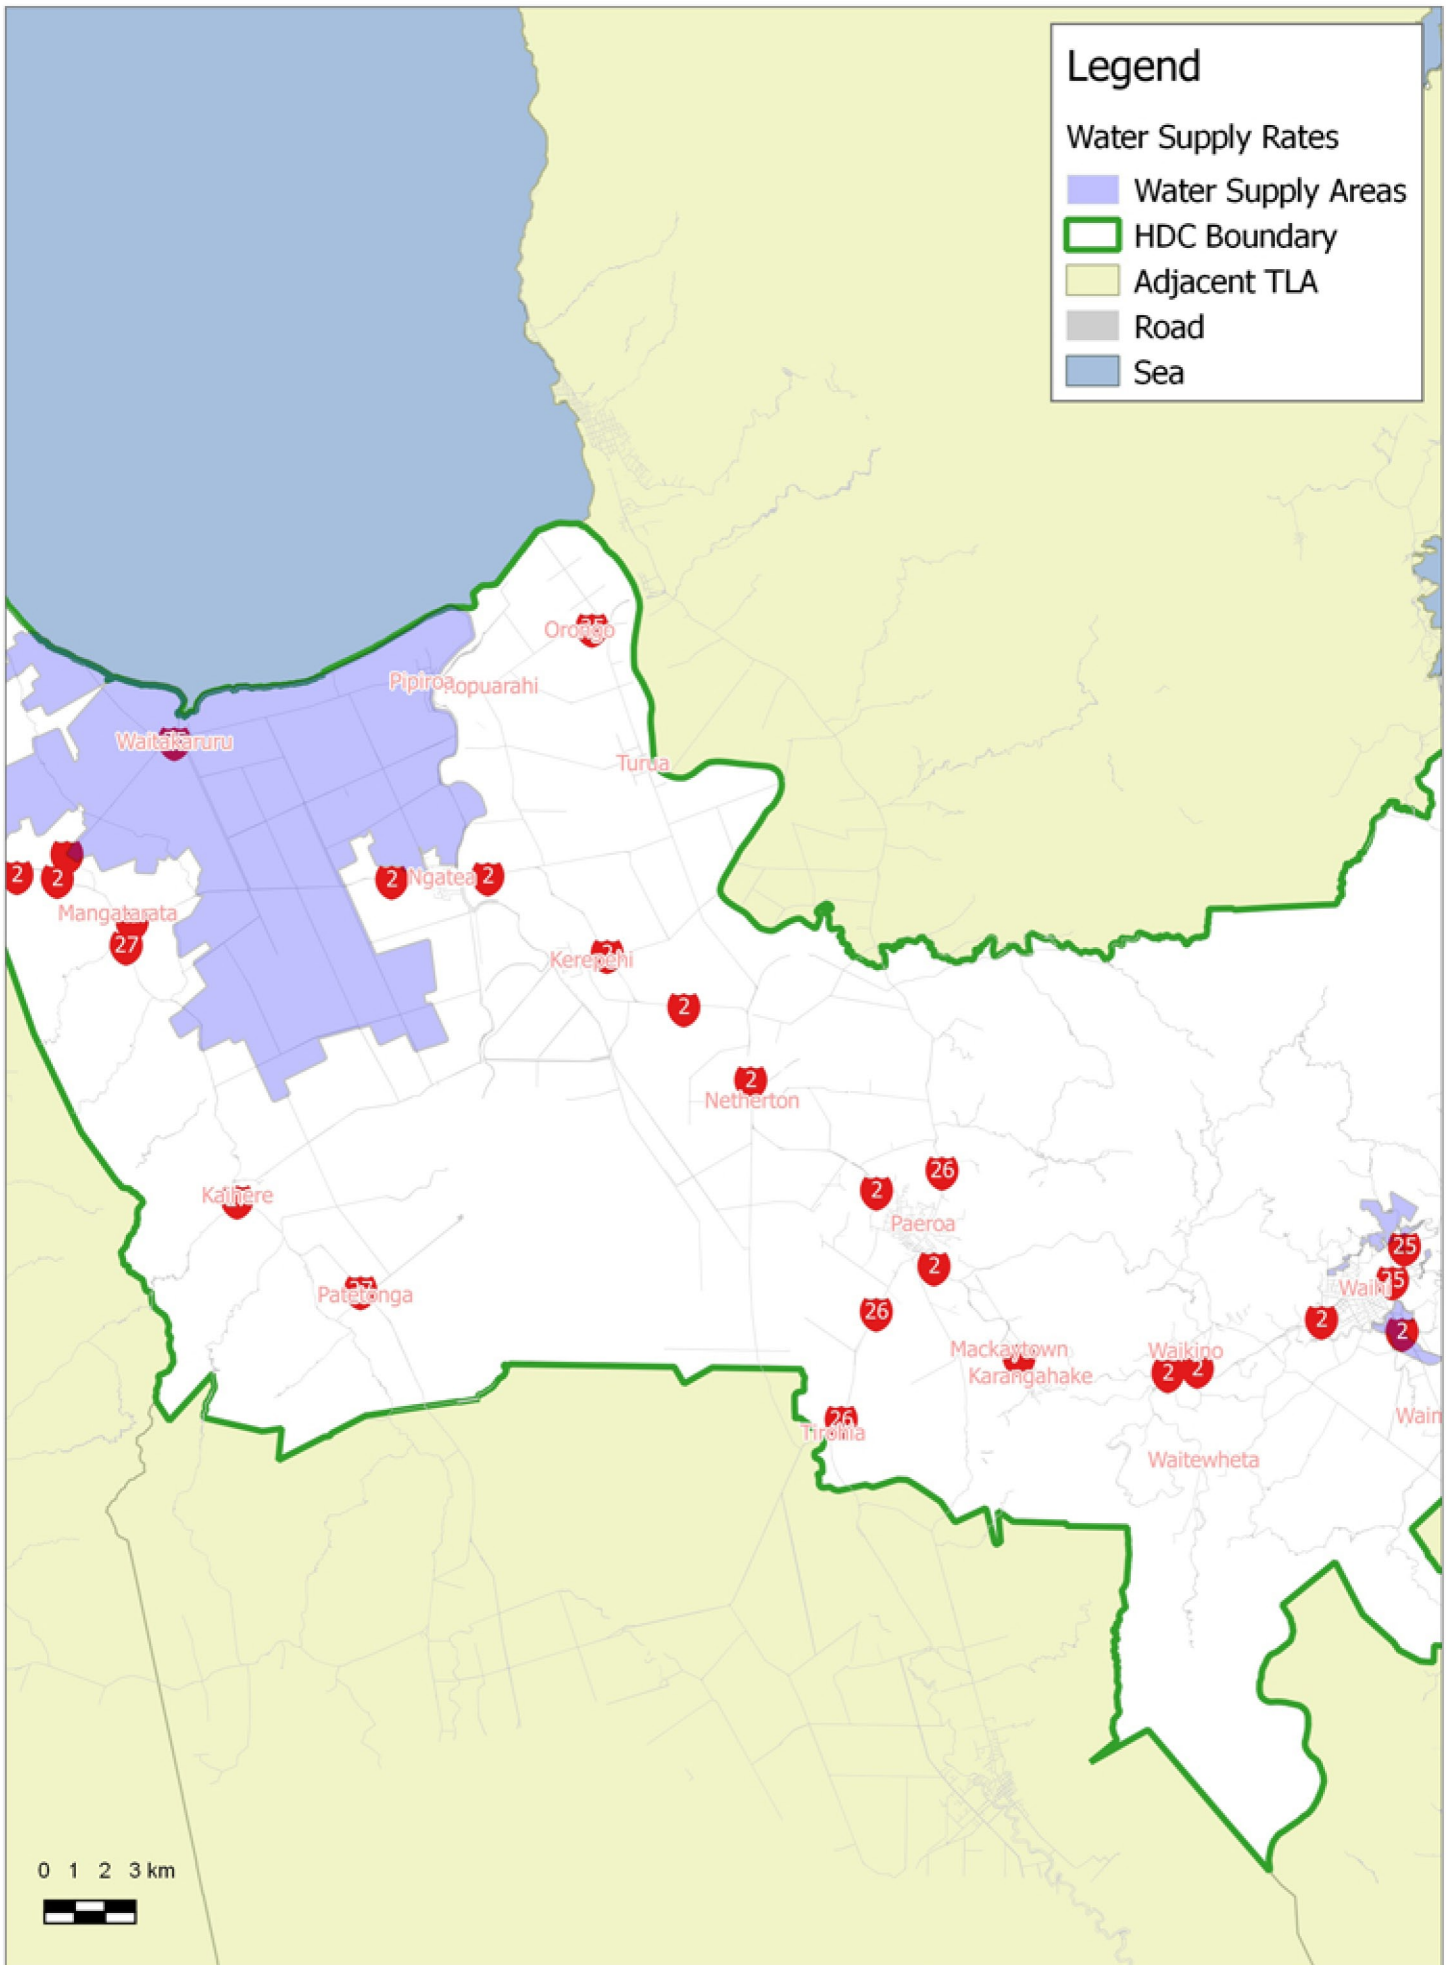 Legend
Water Supply Rates
Water Supply Areas
HDC Boundary
Adjacent TLA
Road
Sea
Orongo
Pipiroa
Waitakaruru
Turua
2
2
2
Ngatea
2
Mangatarata
27
Kerepehi
2
2
Netherton
26
2
Kaihere
Paeroa
25
2
Waihi
Patetonga
26
2
2
Mackaytown
Waikino
Karangahake
2
2
26
Tirohia
Waitewheta
0 1 2 3 km